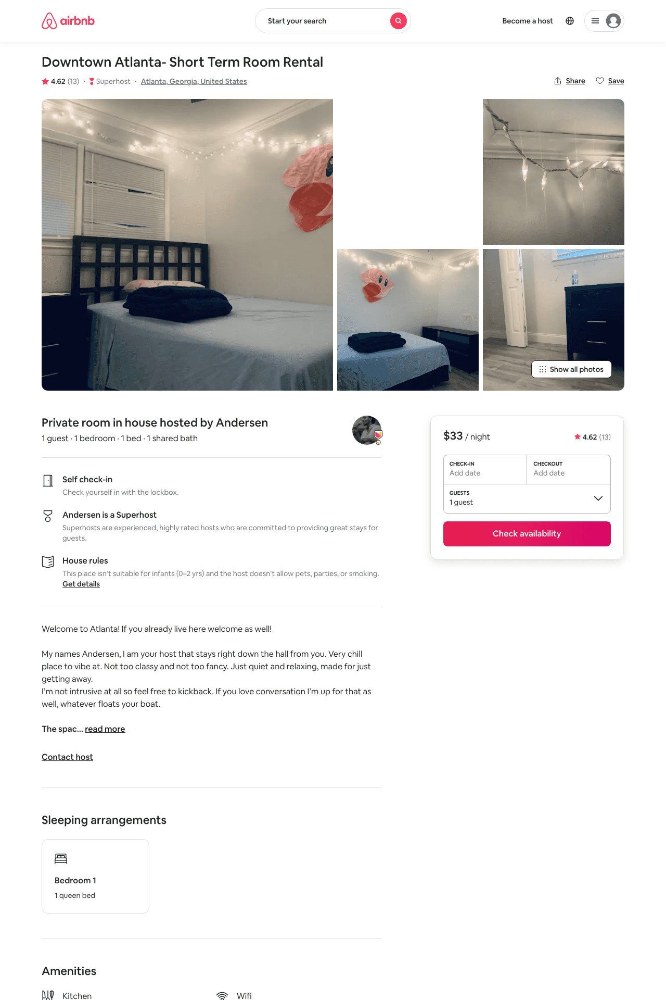 airbnb
Start your search
Become a host
Downtown Atlanta- Short Term Room Rental
4.62 (13) · Superhost · Atlanta, Georgia, United States
Share
Save
Show all photos
Private room in house hosted by Andersen
1 guest · 1 bedroom · 1 bed · 1 shared bath
$33 / night
4.62 (13)
CHECK-IN
Add date
CHECKOUT
Add date
GUESTS
1 guest
Check availability
Self check-in
Check yourself in with the lockbox.
Andersen is a Superhost
Superhosts are experienced, highly rated hosts who are committed to providing great stays for
guests.
House rules
This place isn’t suitable for infants (0–2 yrs) and the host doesn’t allow pets, parties, or smoking.
Get details
Welcome to Atlanta! If you already live here welcome as well!
My names Andersen, I am your host that stays right down the hall from you. Very chill
place to vibe at. Not too classy and not too fancy. Just quiet and relaxing, made for just
getting away.
I’m not intrusive at all so feel free to kickback. If you love conversation I’m up for that as
well, whatever floats your boat.
The spac... read more
Contact host
Sleeping arrangements
Bedroom 1
1 queen bed
Amenities
Kitchen
Wifi